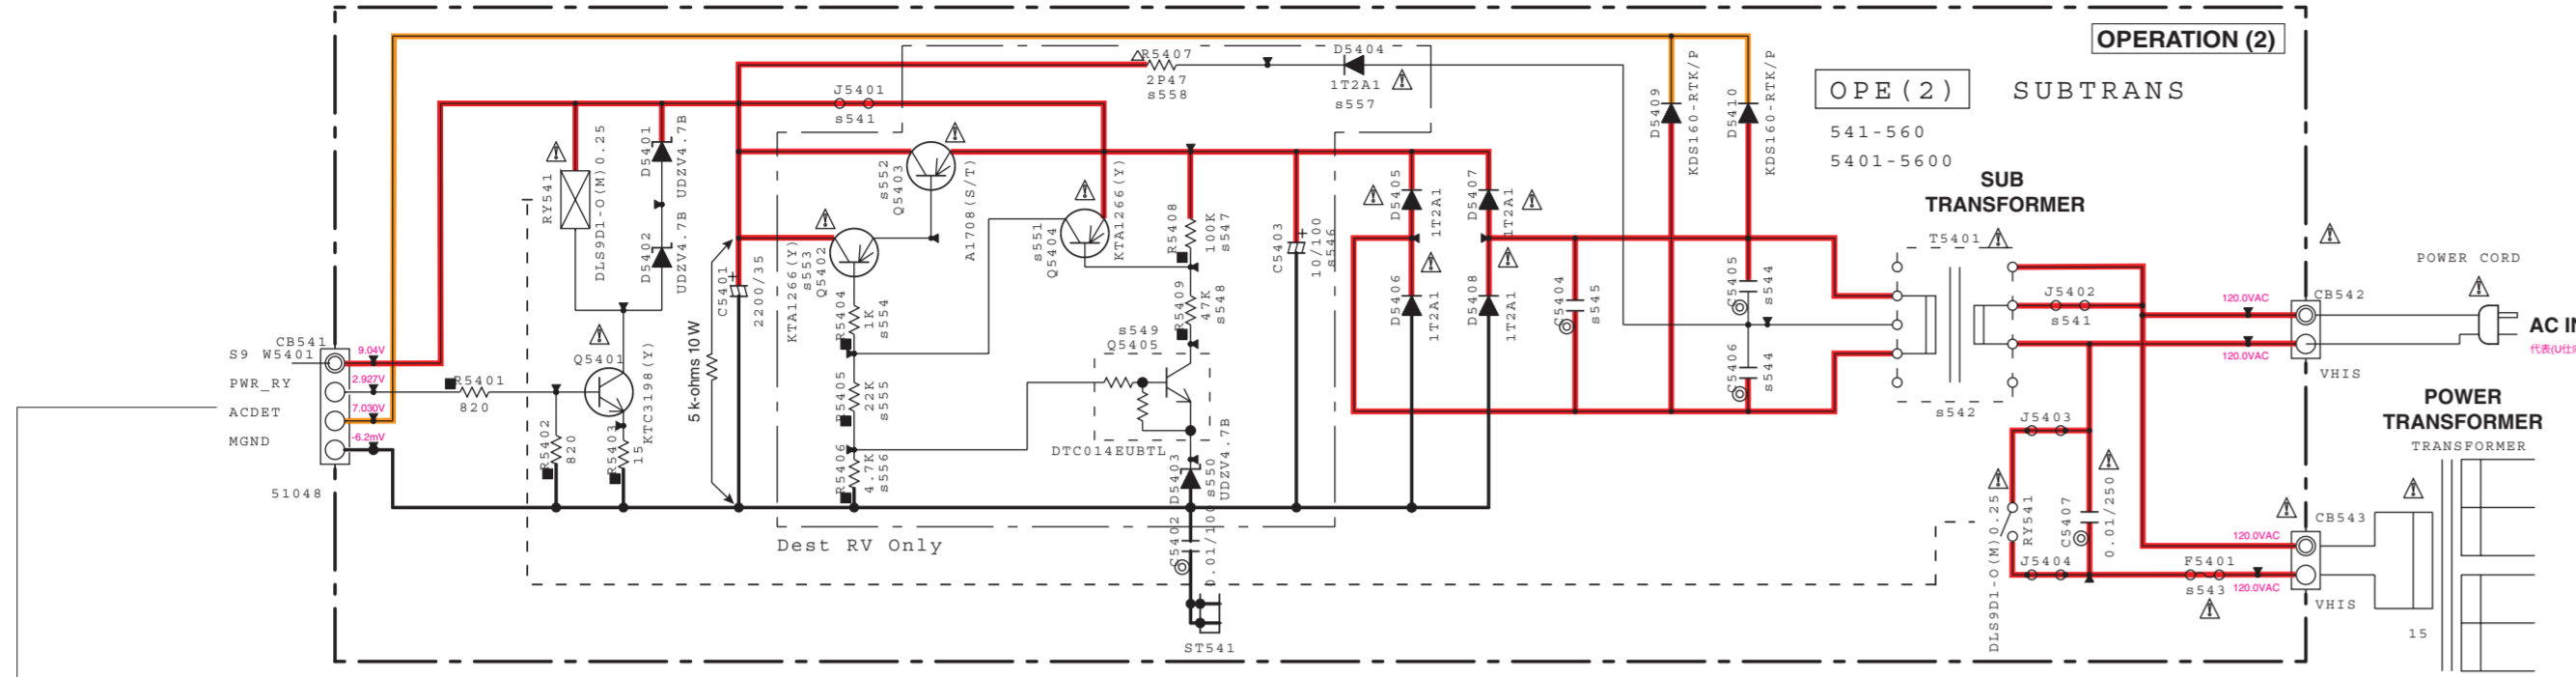 OPERATION (2)
OPE(2) SUBTRANS
541-560
5401-5600
R5407
2P47
s558
D5404
1T2A1
s557
J5401
s541
RY541
DLS9D1-O(M)0.25
D5401
UDZV4.7B
D5402
UDZV4.7B
s552
Q5403
A1708(S/T)
KTA1266(Y)
s553
Q5402
s551
Q5404
KTA1266(Y)
R5408
100K
s547
C5403
10/100
s546
D5405
1T2A1
D5407
1T2A1
D5409
KDS160-RTK/P
D5410
KDS160-RTK/P
D5406
1T2A1
D5408
1T2A1
C5404
s545
C5405
s544
C5406
s544
SUB
TRANSFORMER
T5401
s542
POWER CORD
CB542
120.0VAC
120.0VAC
J5402
s541
AC IN
VHIS
POWER
TRANSFORMER
TRANSFORMER
C5401
2200/35
5 k-ohms 10W
R5404
1K
s554
R5405
22K
s555
R5406
4.7K
s556
R5409
47K
s548
s549
Q5405
DTC014EUBTL
D5403
s550
UDZV4.7B
C5402
0.01/100
ST541
Dest RV Only
CB541
S9 W5401
9.04V
PWR_RY
2.927V
ACDET
7.030V
MGND
-6.2mV
51048
R5401
820
R5402
820
Q5401
KTC3198(Y)
R5403
15
J5403
DLS9D1-O(M)0.25
RY541
C5407
0.01/250
J5404
F5401
s543
120.0VAC
120.0VAC
CB543
VHIS
15